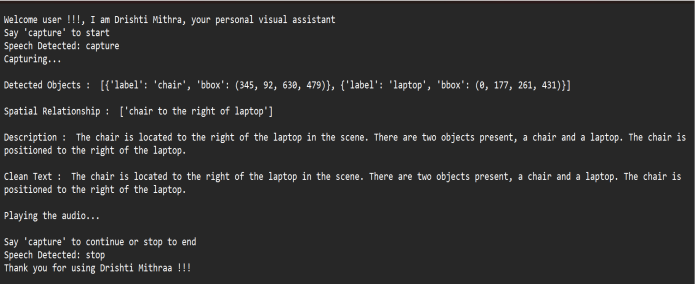 Welcome user !!!, I am Drishti Mithra, your personal visual assistant
Say 'capture' to start
Speech Detected: capture
Capturing...
Detected Objects :  [{'label': 'chair', 'bbox': (345, 92, 630, 479)}, {'label': 'laptop', 'bbox': (0, 177, 261, 431)}]
Spatial Relationship :  ['chair to the right of laptop']
Description :  The chair is located to the right of the laptop in the scene. There are two objects present, a chair and a laptop. The chair is
positioned to the right of the laptop.
Clean Text :  The chair is located to the right of the laptop in the scene. There are two objects present, a chair and a laptop. The chair is
positioned to the right of the laptop.
Playing the audio...
Say 'capture' to continue or stop to end
Speech Detected: stop
Thank you for using Drishti Mithraa !!!